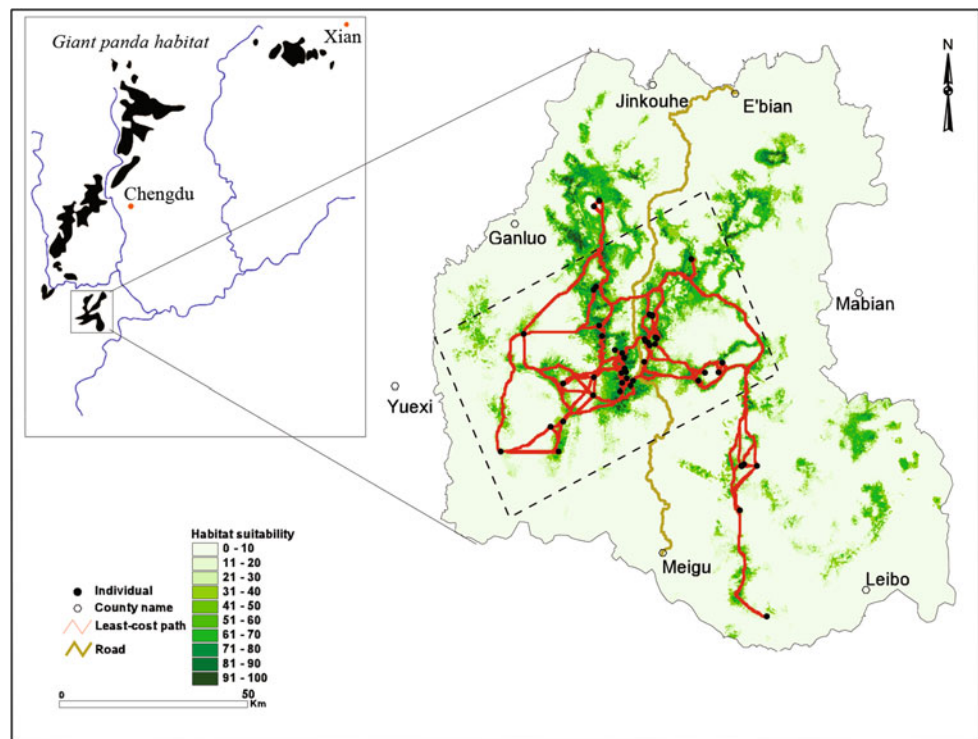 Giant panda habitat
Xian
Chengdu
N
Jinkouhe
E'bian
Ganluo
Mabian
Yuexi
Meigu
Leibo
Habitat suitability
0 - 10
11 - 20
21 - 30
31 - 40
41 - 50
51 - 60
61 - 70
71 - 80
81 - 90
91 - 100
Individual
County name
Least-cost path
Road
0 50
Km